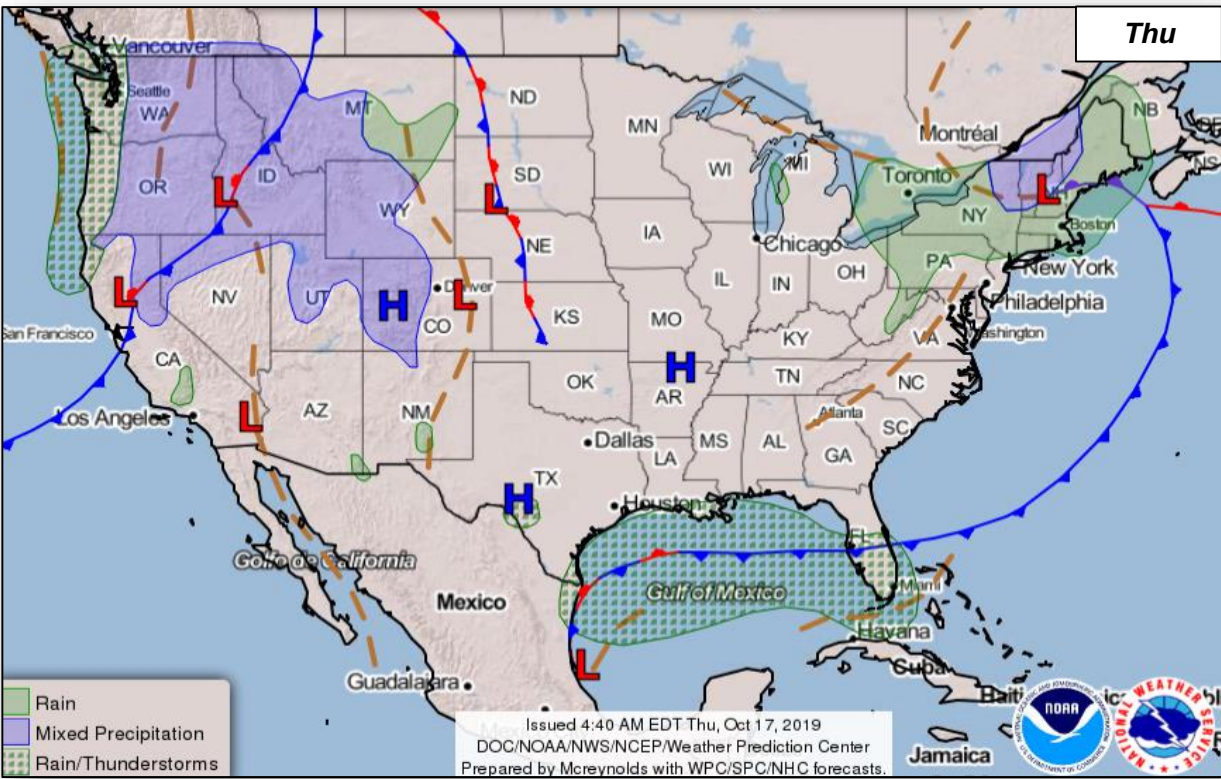 Thu
Vancouver
Seattle
WA
MT
ND
MN
Montréal
NB
OR
ID
WY
SD
WI
MI
Toronto
NY
Boston
NS
L
L
L
NE
IA
Chicago
IL
IN
OH
PA
New York
Philadelphia
L
NV
UT
H
CO
L
KS
MO
KY
VA
San Francisco
CA
AZ
NM
OK
H
AR
TN
NC
Los Angeles
L
Dallas
LA
MS
AL
Atlanta
GA
SC
TX
H
Houston
FL
Golfo de California
Mexico
Gulf of Mexico
Miami
Havana
L
Cuba
Guadalajara
Jamaica
Rain
Mixed Precipitation
Rain/Thunderstorms
Issued 4:40 AM EDT Thu, Oct 17, 2019
DOC/NOAA/NWS/NCEP/Weather Prediction Center
Prepared by Mcreynolds with WPC/SPC/NHC forecasts.
NOAA
NATIONAL WEATHER SERVICE